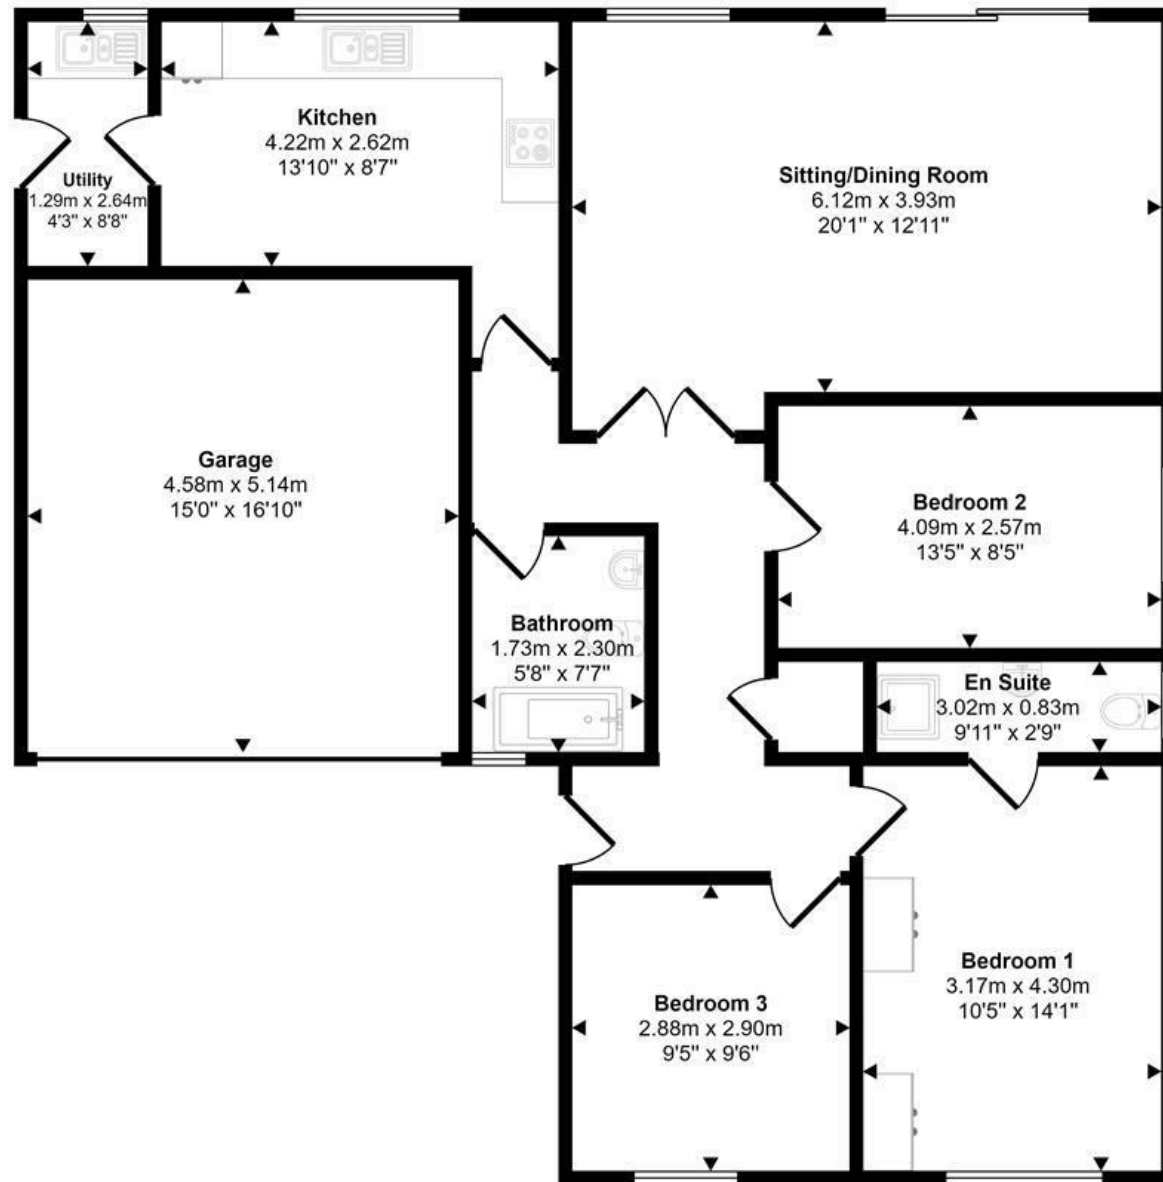 Kitchen
4.22m x 2.62m
13'10" x 8'7"
Utility
1.29m x 2.64m
4'3" x 8'8"
Sitting/Dining Room
6.12m x 3.93m
20'1" x 12'11"
Garage
4.58m x 5.14m
15'0" x 16'10"
Bedroom 2
4.09m x 2.57m
13'5" x 8'5"
Bathroom
1.73m x 2.30m
5'8" x 7'7"
En Suite
3.02m x 0.83m
9'11" x 2'9"
Bedroom 1
3.17m x 4.30m
10'5" x 14'1"
Bedroom 3
2.88m x 2.90m
9'5" x 9'6"